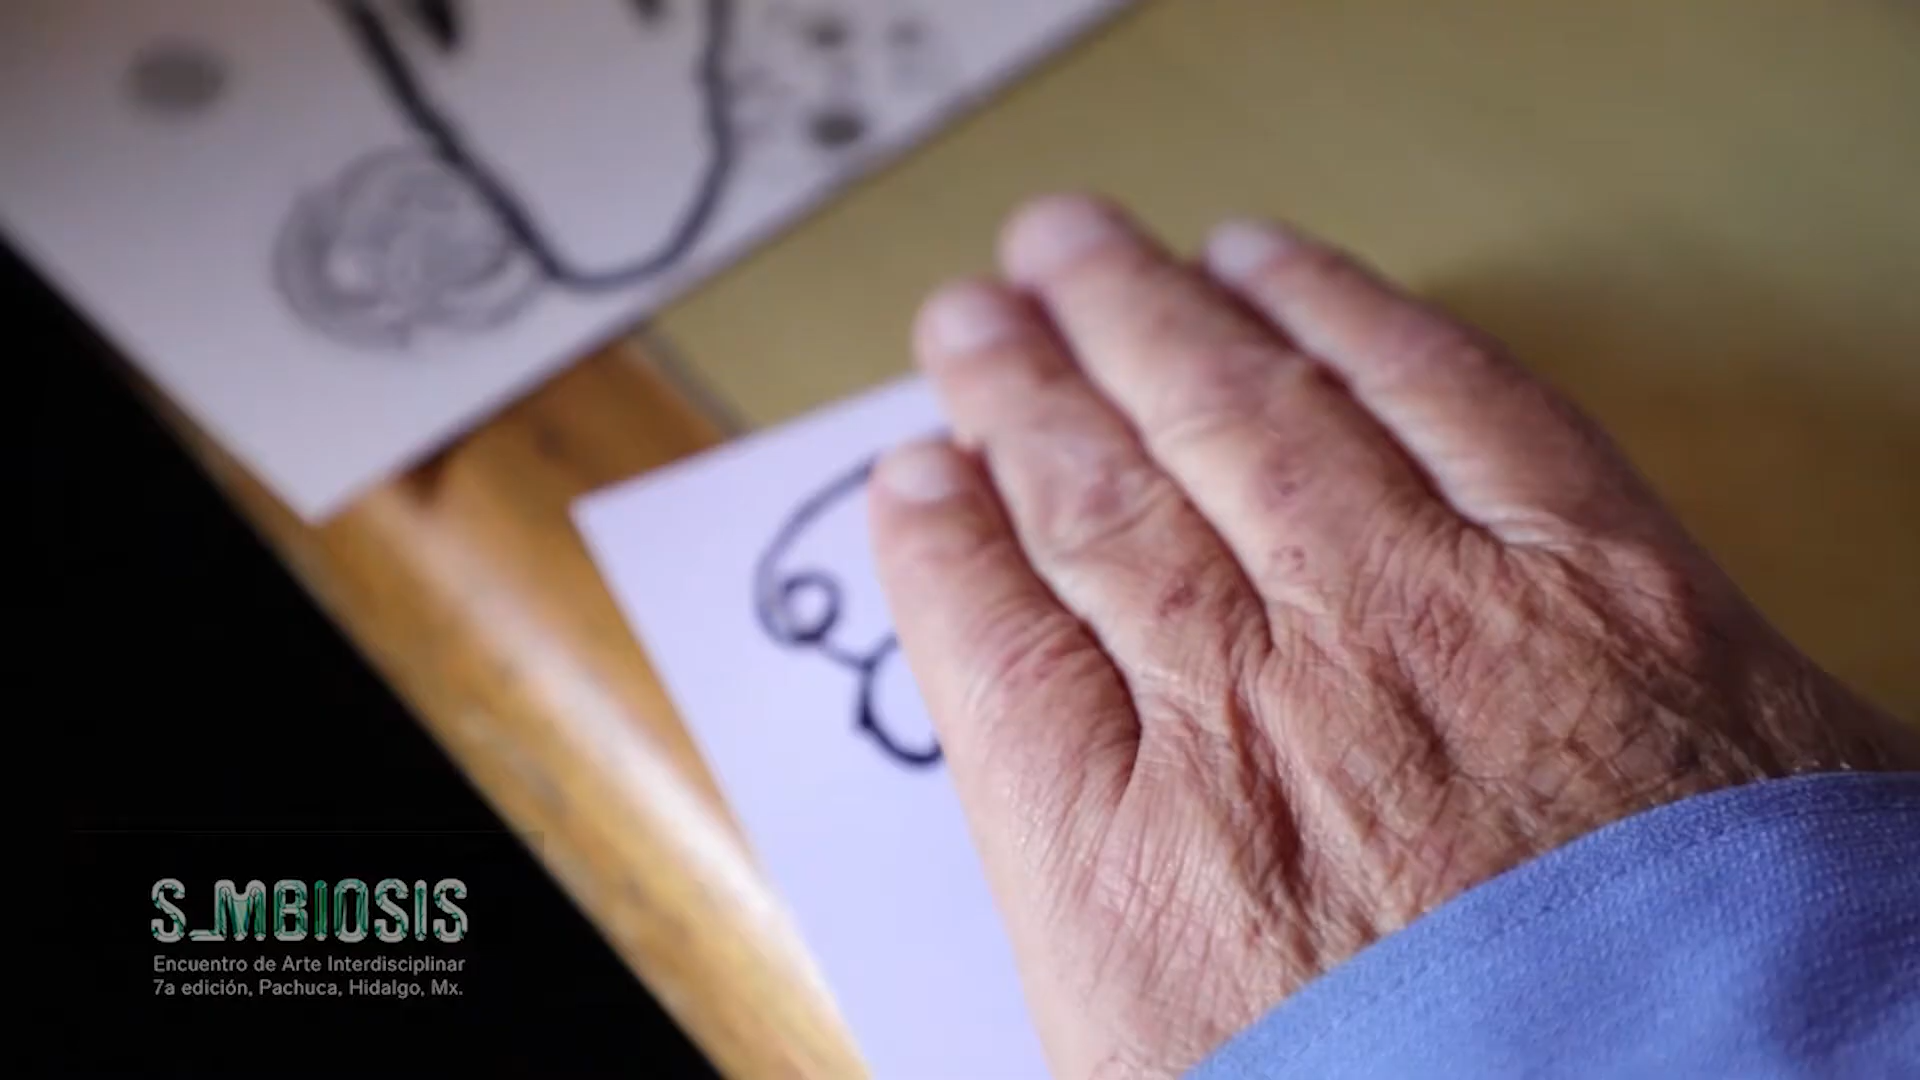 S_MBIOSIS
Encuentro de Arte Interdisciplinar
7a edición, Pachuca, Hidalgo, Mx.